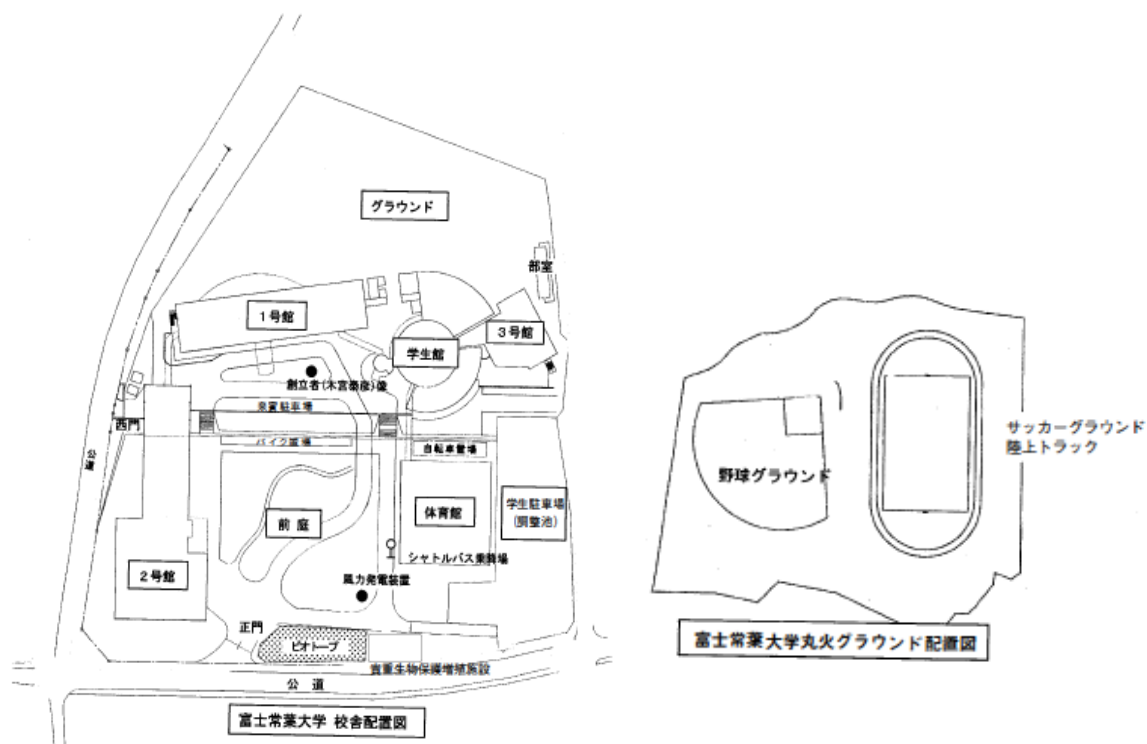 グラウンド
部室
1号館
3号館
学生館
創立者(木宮泰彦)像
来賓駐車場
西門
バイク置場
自転車置場
公道
前庭
体育館
学生駐車場
(調整池)
シャトルバス乗降場
2号館
風力発電装置
正門
ビオトープ
貴重生物保護増殖施設
公道
富士常葉大学 校舎配置図
サッカーグラウンド
陸上トラック
野球グラウンド
富士常葉大学丸火グラウンド配置図